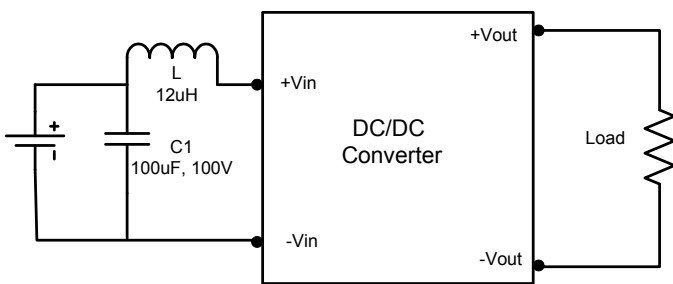 +Vout
L
12uH
+Vin
+
DC/DC
Converter
C1
100uF, 100V
Load
-Vin
-Vout